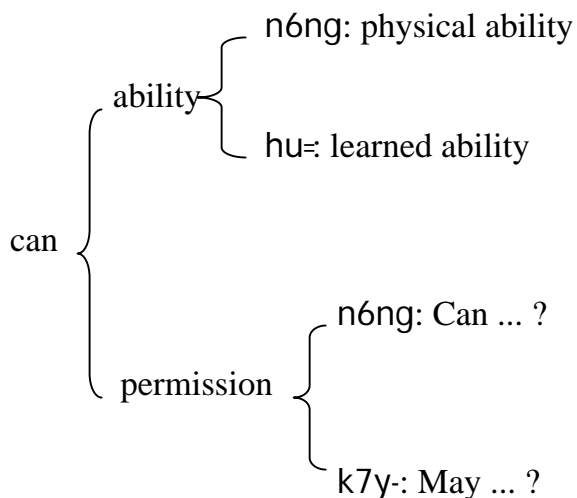 n6ng: physical ability
ability
hu=: learned ability
can
n6ng: Can ... ?
permission
k7y-: May ... ?